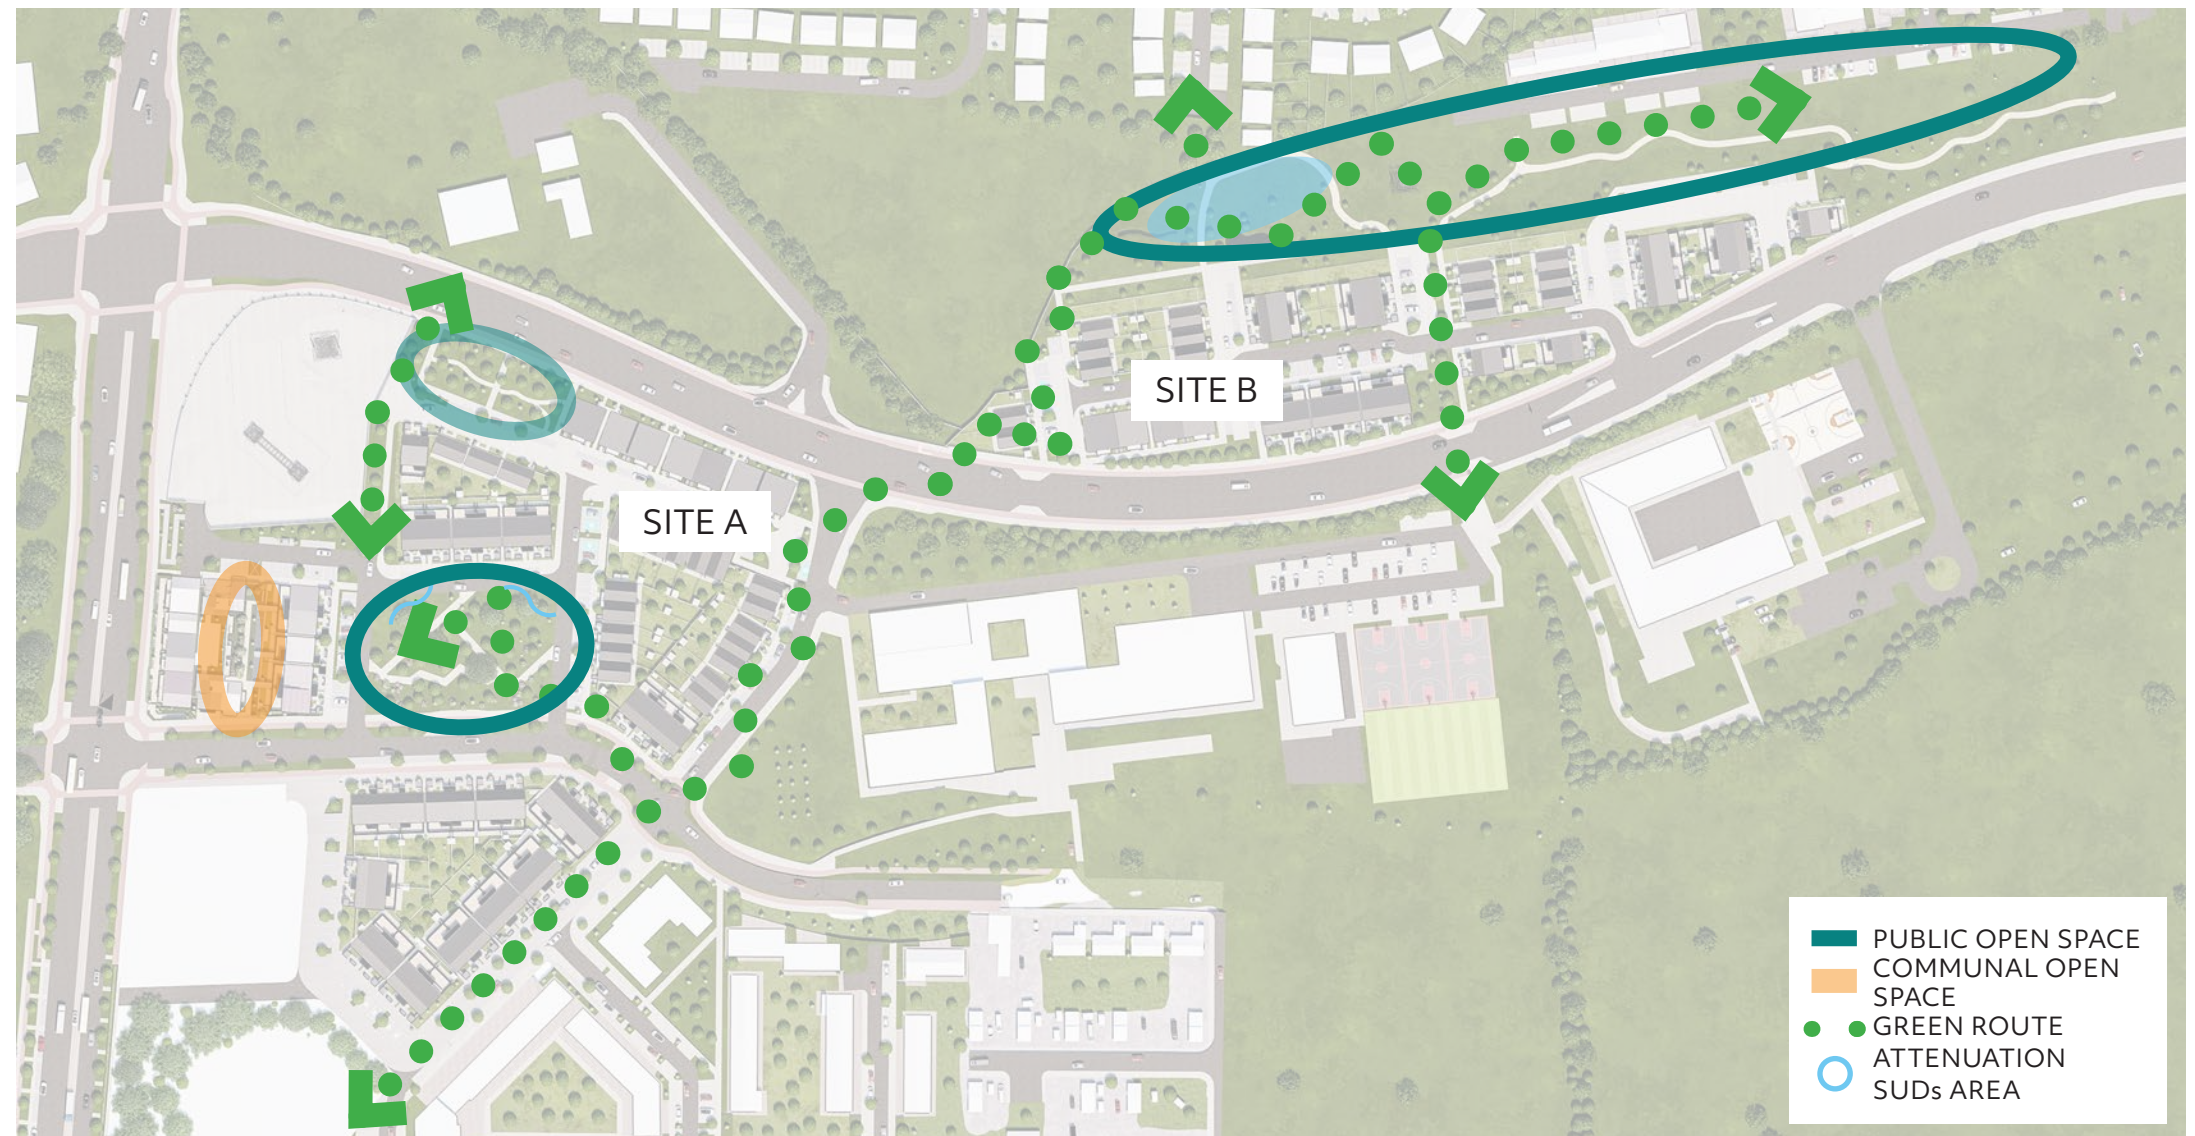 SITE B
SITE A
PUBLIC OPEN SPACE
COMMUNAL OPEN
SPACE
GREEN ROUTE
ATTENUATION
SUDs AREA